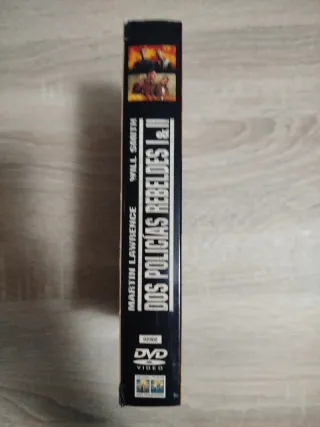 MARTIN LAWRENCE WILL SMITH
DOS POLICÍAS REBELDES I & II
DVD
VIDEO